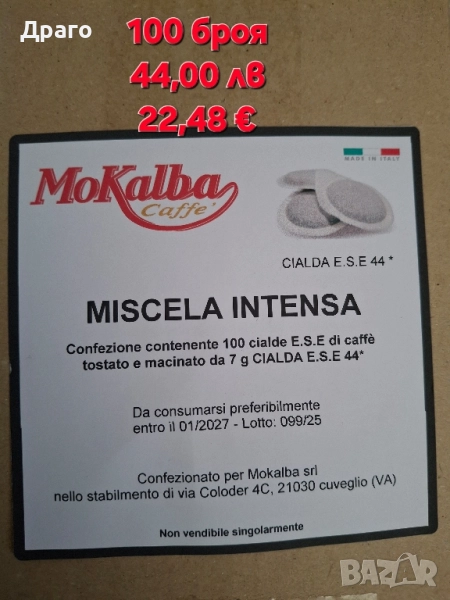 Драго
100 броя
44,00 лв
22,48 €
MADE IN ITALY
MoKalba
Caffe'
CIALDA E.S.E 44 *
MISCELA INTENSA
Confezione contenente 100 cialde E.S.E di caffè
tostato e macinato da 7 g CIALDA E.S.E 44*
Da consumarsi preferibilmente
entro il 01/2027 - Lotto: 099/25
Confezionato per Mokalba srl
nello stabilmento di via Coloder 4C, 21030 cuveglio (VA)
Non vendibile singolarmente
BAZAR